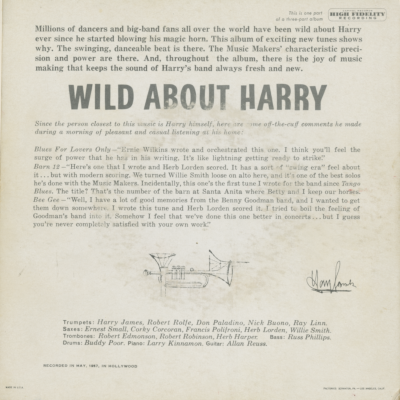 This is one part
of a three-part album
HIGH FIDELITY
RECORDING
Millions of dancers and big-band fans all over the world have been wild about Harry
ever since he started blowing his magic horn. This album of exciting new tunes shows
why. The swinging, danceable beat is there. The Music Makers' characteristic preci-
sion and power are there. And, throughout the album, there is the joy of music
making that keeps the sound of Harry's band always fresh and new.
WILD ABOUT HARRY
Since the person closest to this music is Harry himself, here are some off-the-cuff comments he made
during a morning of pleasant and casual listening at his home:
Blues For Lovers Only—"Ernie Wilkins wrote and orchestrated this one. I think you'll feel the
surge of power that he has in his writing. It's like lightning getting ready to strike."
Barn 12—"Here's one that I wrote and Herb Lorden scored. It has a sort of "swing era" feel about
it...but with modern scoring. We turned Willie Smith loose on alto here, and it's one of the best solos
he's done with the Music Makers. Incidentally, this one's the first tune I wrote for the band since Tango
Blues. The title? That's the number of the barn at Santa Anita where Betty and I keep our horses.
Bee Gee—"Well, I have a lot of good memories from the Benny Goodman band, and I wanted to get
them down somewhere. I wrote this tune and Herb Lorden scored it. I tried to boil the feeling of
Goodman's band into it. Somehow I feel that we've done this one better in concerts...but I guess
you're never completely satisfied with your own work."
Trumpets: Harry James, Robert Rolfe, Don Paladino, Nick Buono, Ray Linn.
Saxes: Ernest Small, Corky Corcoran, Francis Polifroni, Herb Lorden, Willie Smith.
Trombones: Robert Edmondson, Robert Robinson, Herb Harper. Bass: Russ Phillips.
Drums: Buddy Poor. Piano: Larry Kinnamon. Guitar: Allan Reuss.
RECORDED IN MAY, 1957, IN HOLLYWOOD